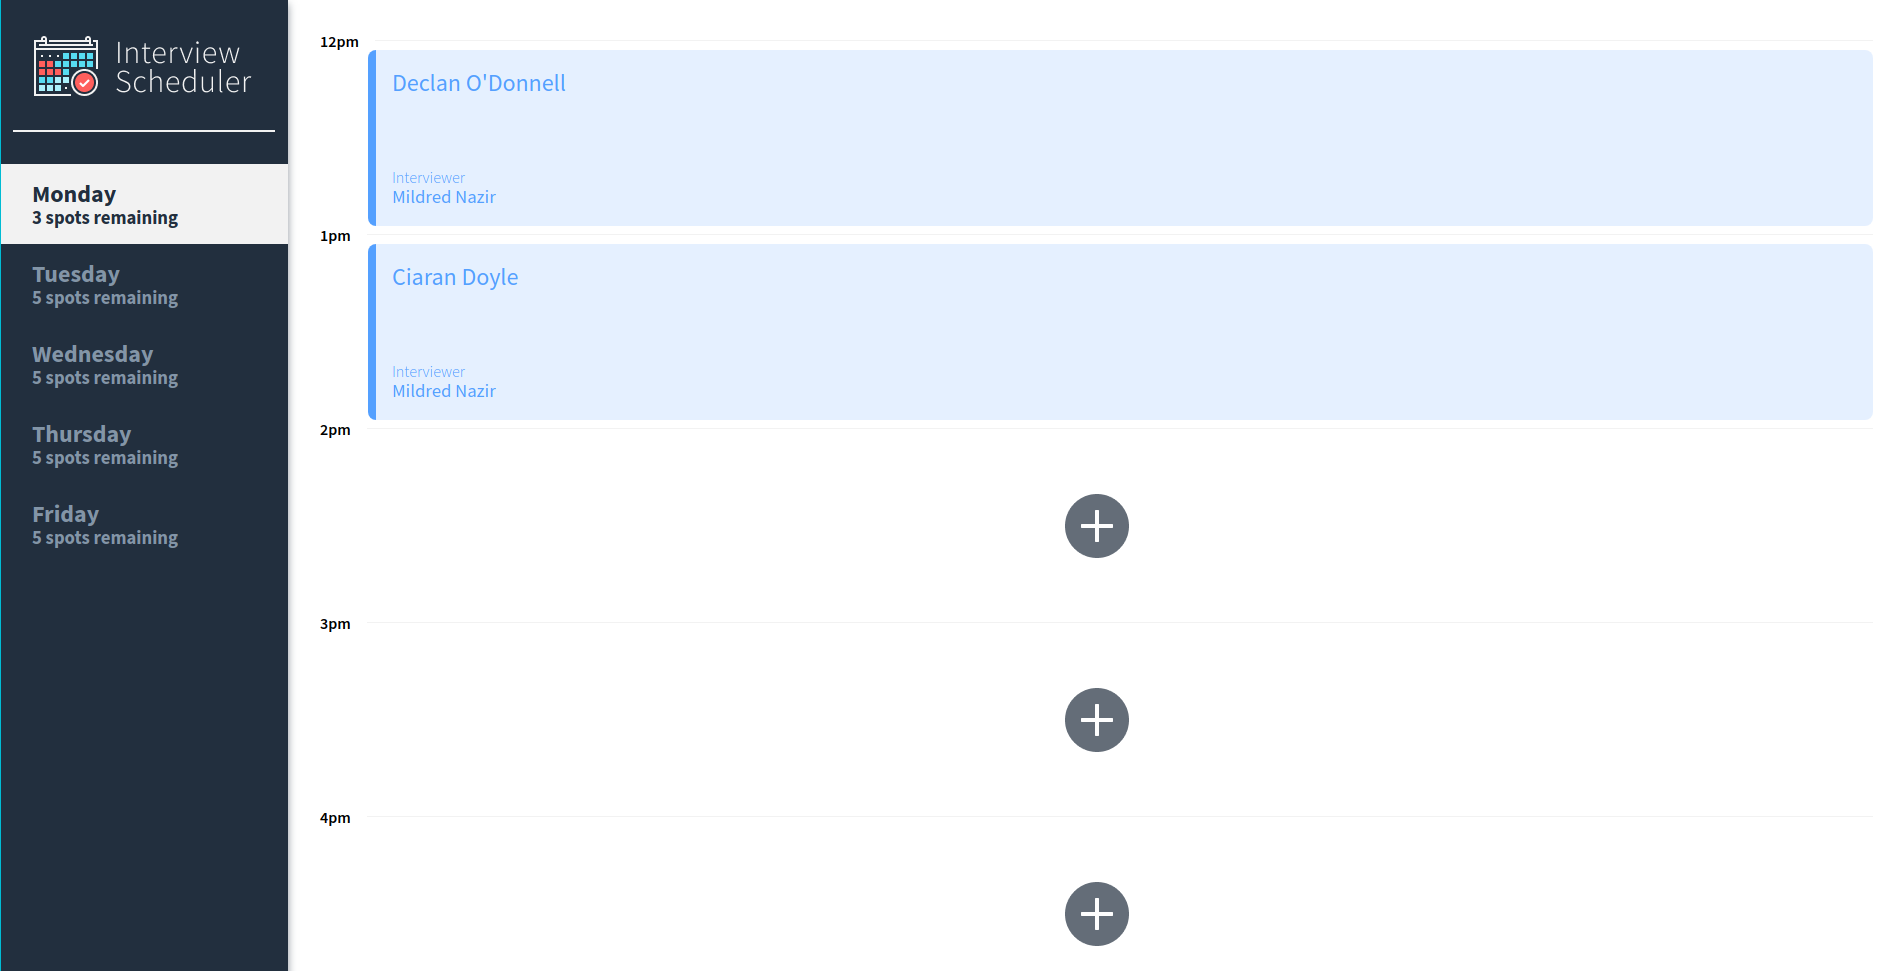 Interview
Scheduler
Monday
3 spots remaining
Tuesday
5 spots remaining
Wednesday
5 spots remaining
Thursday
5 spots remaining
Friday
5 spots remaining
12pm
Declan O'Donnell
Interviewer
Mildred Nazir
1pm
Ciaran Doyle
Interviewer
Mildred Nazir
2pm
3pm
4pm